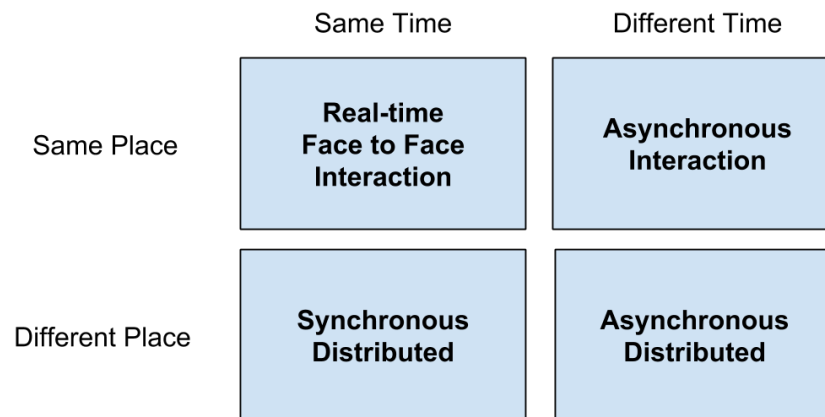 Same Time
Different Time
Same Place
Real-time
Face to Face
Interaction
Asynchronous
Interaction
Different Place
Synchronous
Distributed
Asynchronous
Distributed